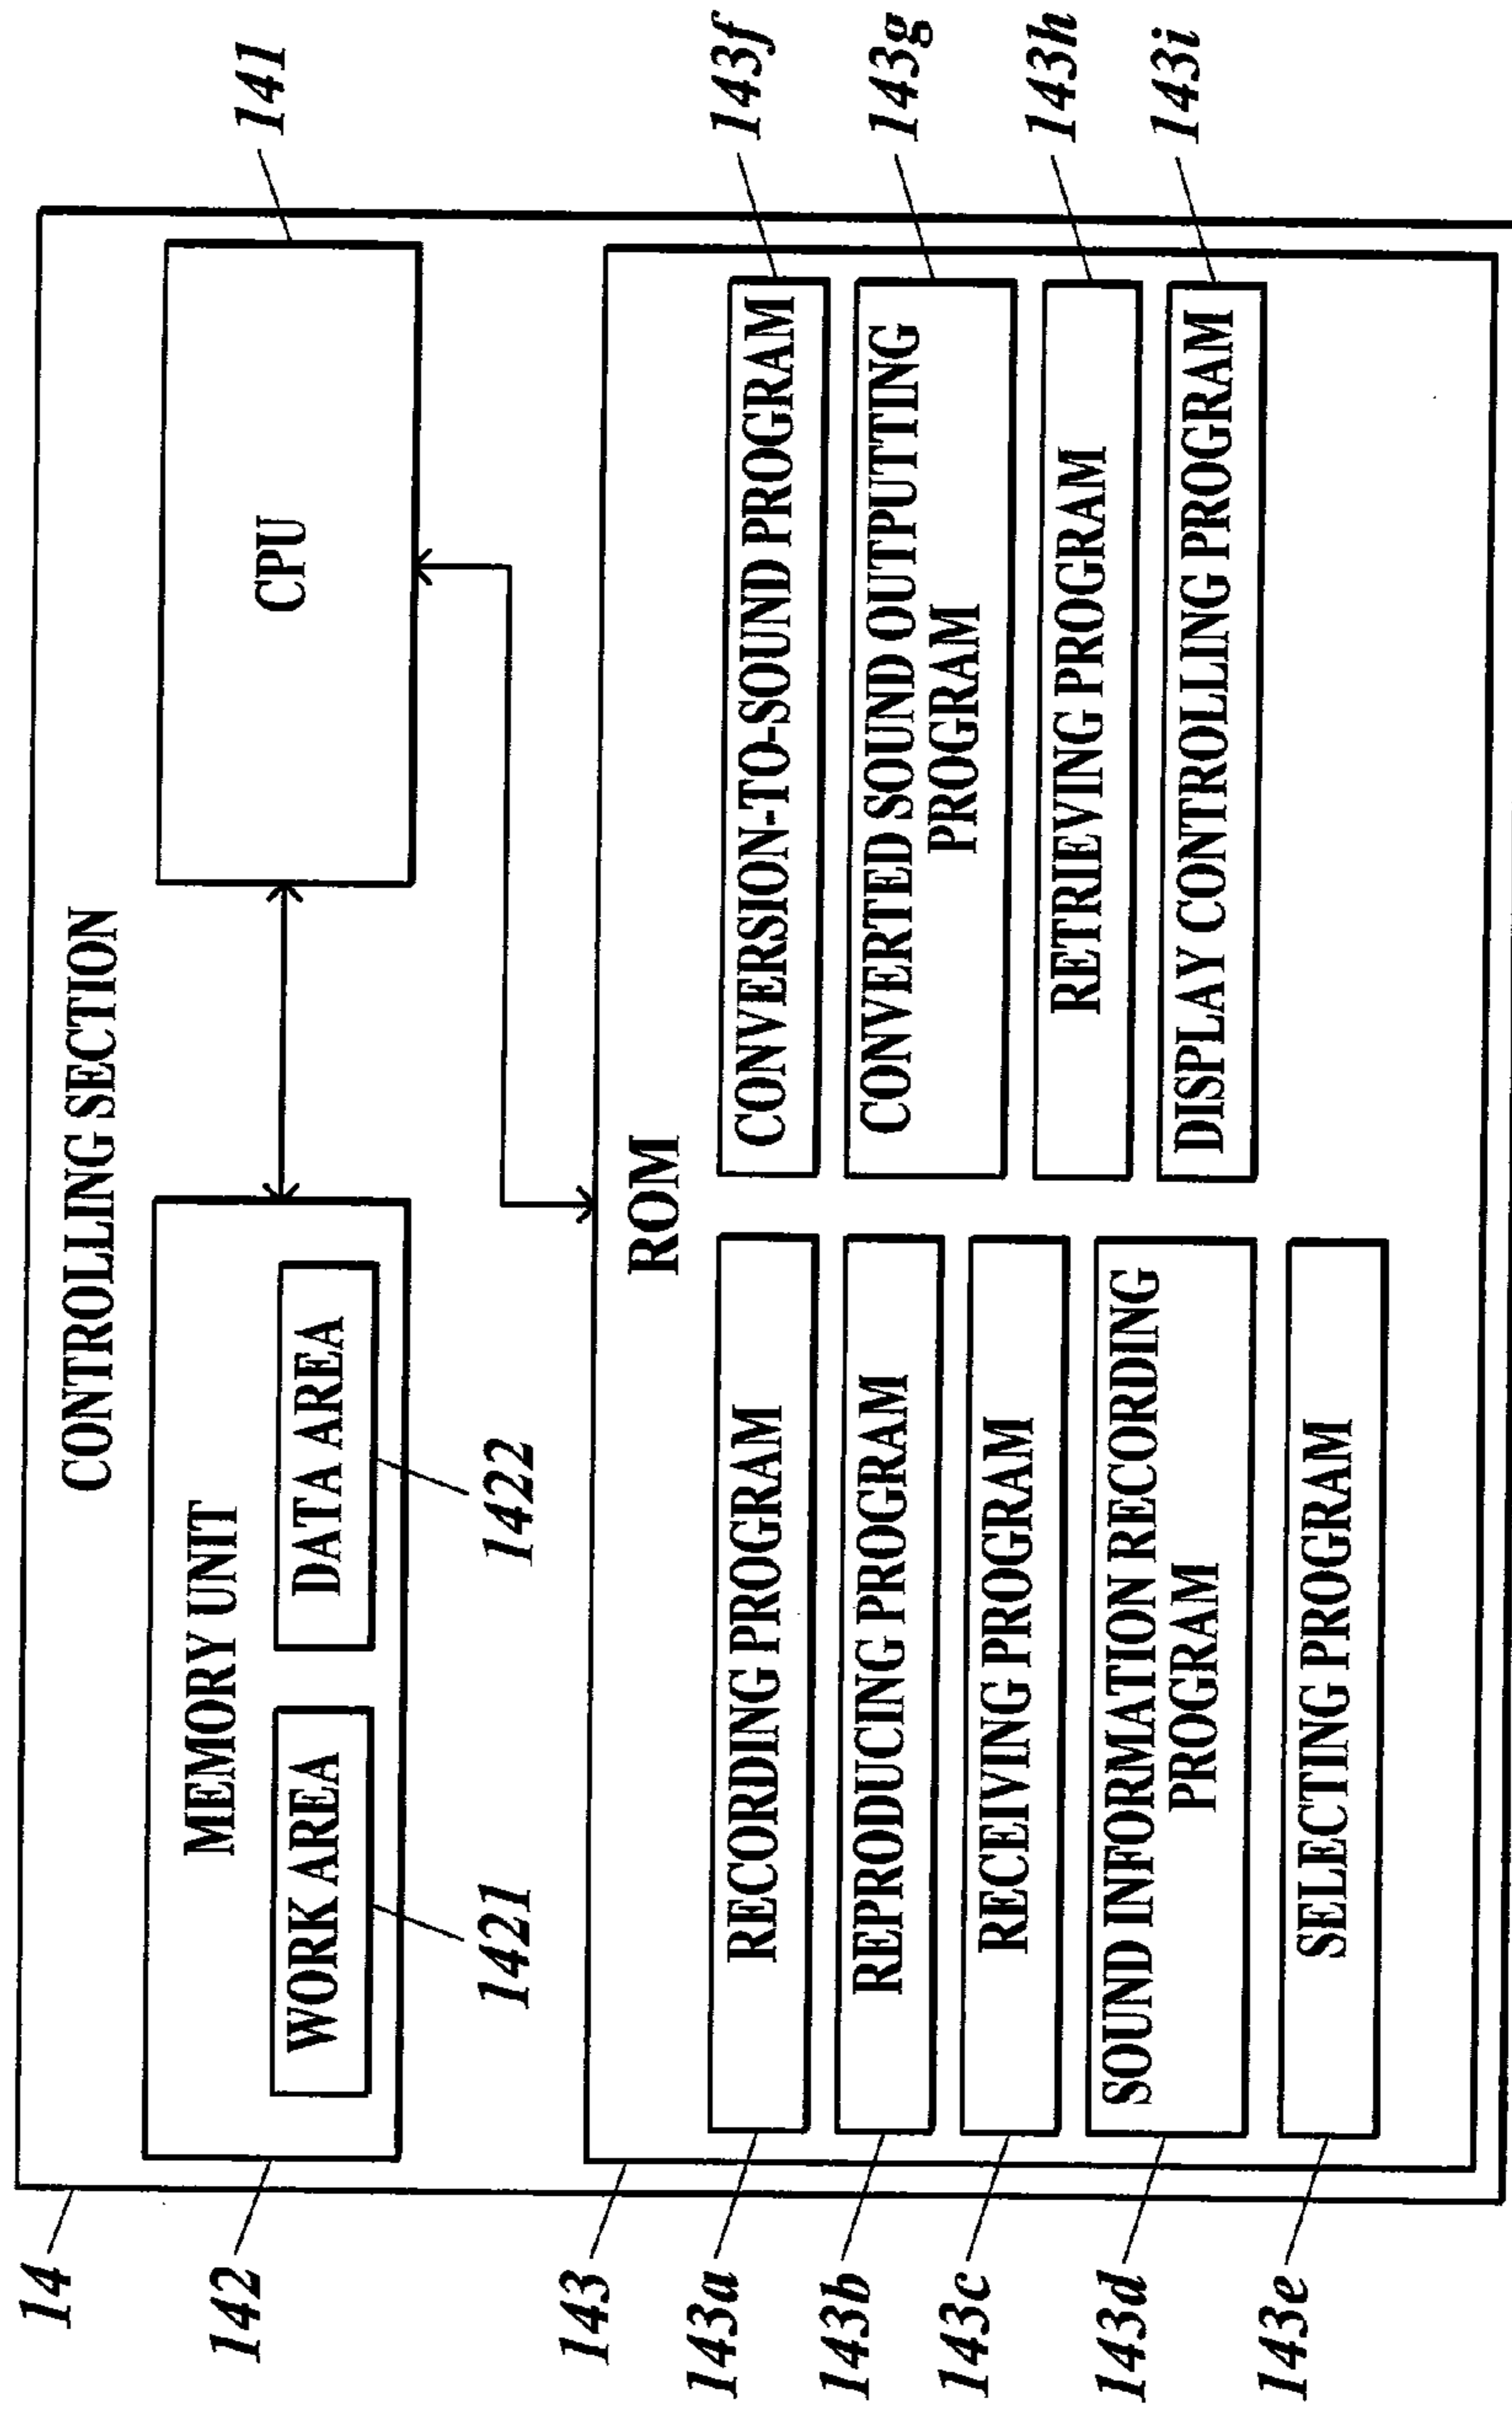 CONTROLLING SECTION
14
142
MEMORY UNIT
WORK AREA
DATA AREA
1421
1422
CPU
141
143
ROM
143a
RECORDING PROGRAM
143b
REPRODUCING PROGRAM
143c
RECEIVING PROGRAM
143d
SOUND INFORMATION RECORDING
PROGRAM
143e
SELECTING PROGRAM
CONVERSION-TO-SOUND PROGRAM
143f
CONVERTED SOUND OUTPUTTING
PROGRAM
143g
RETRIEVING PROGRAM
143h
DISPLAY CONTROLLING PROGRAM
143i